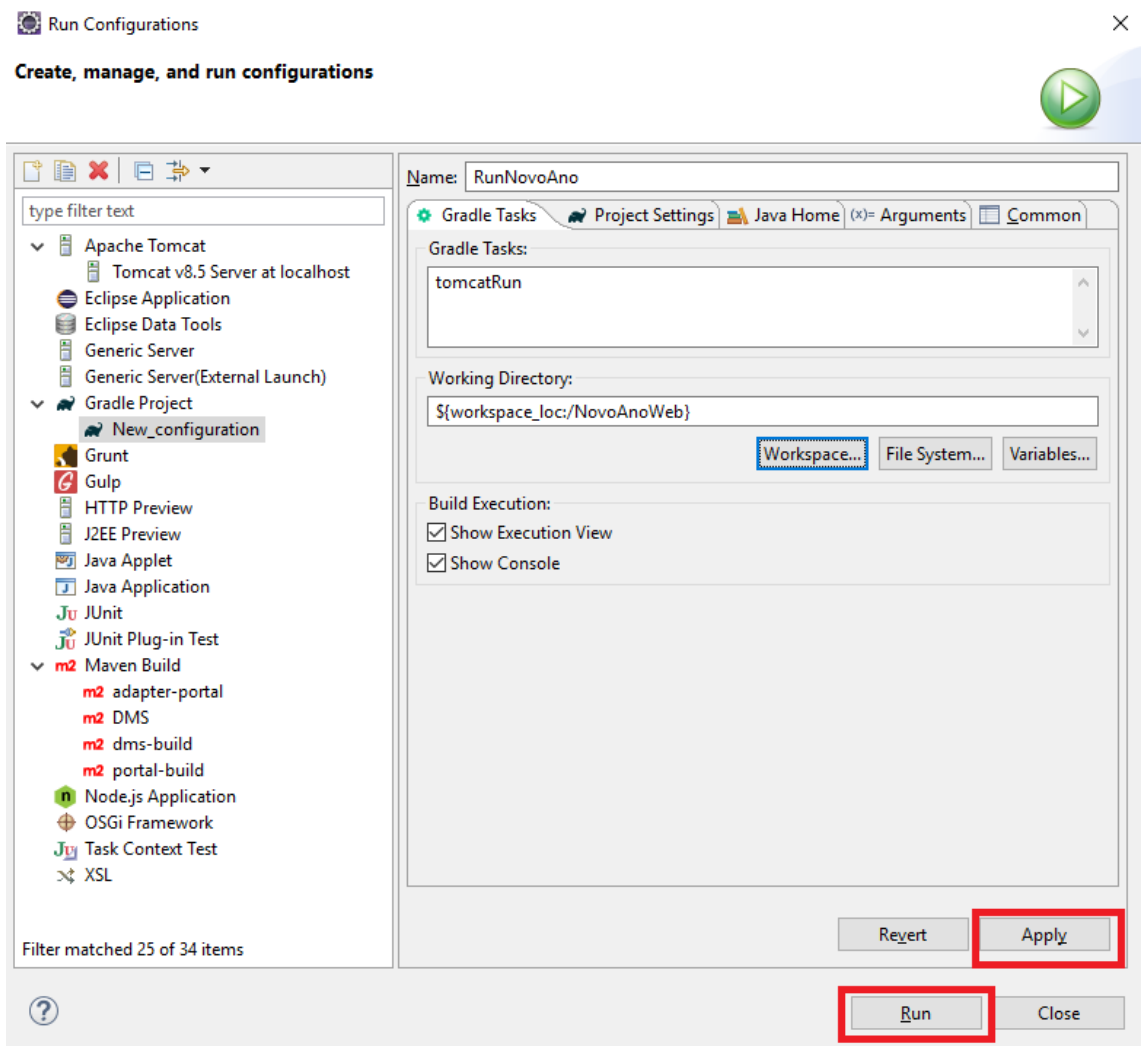 Run Configurations
Create, manage, and run configurations
type filter text
Apache Tomcat
Tomcat v8.5 Server at localhost
Eclipse Application
Eclipse Data Tools
Generic Server
Generic Server(External Launch)
Gradle Project
New_configuration
Grunt
Gulp
HTTP Preview
J2EE Preview
Java Applet
Java Application
JUnit
JUnit Plug-in Test
Maven Build
adapter-portal
DMS
dms-build
portal-build
Node.js Application
OSGi Framework
Task Context Test
XSL
Filter matched 25 of 34 items
Name: RunNovoAno
Gradle Tasks Project Settings Java Home (x)= Arguments Common
Gradle Tasks:
tomcatRun
Working Directory:
${workspace_loc:/NovoAnoWeb}
Workspace... File System... Variables...
Build Execution:
Show Execution View
Show Console
Revert Apply
Run Close